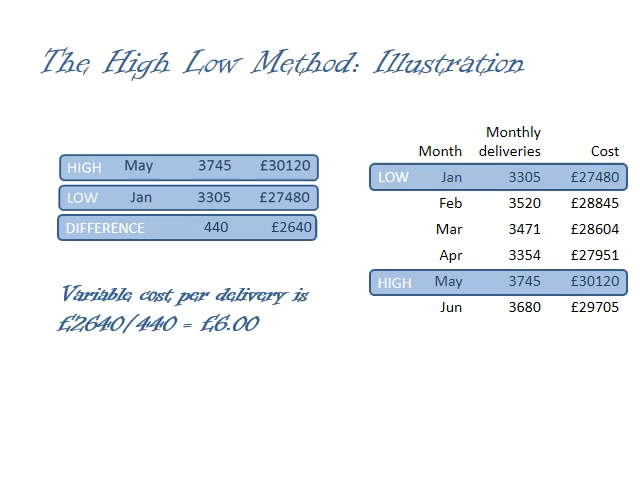 The High Low Method: Illustration
HIGH May 3745 £30120
LOW Jan 3305 £27480
DIFFERENCE 440 £2640
Variable cost per delivery is
£2640/440 = £6.00
Monthly
Month deliveries Cost
LOW Jan 3305 £27480
Feb 3520 £28845
Mar 3471 £28604
Apr 3354 £27951
HIGH May 3745 £30120
Jun 3680 £29705